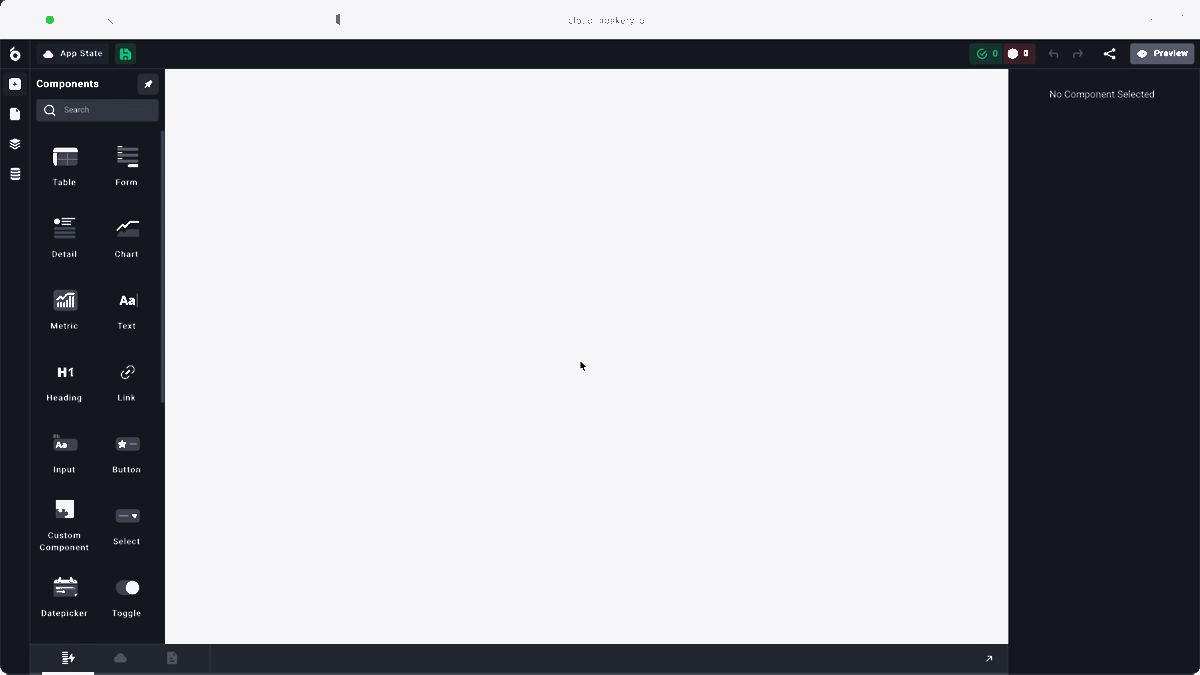 App State
0
0
Preview
Components
No Component Selected
Search
Table
Form
Detail
Chart
Metric
Aa
Text
H1
Heading
Link
Aa
Input
Button
Custom
Component
Select
Datepicker
Toggle